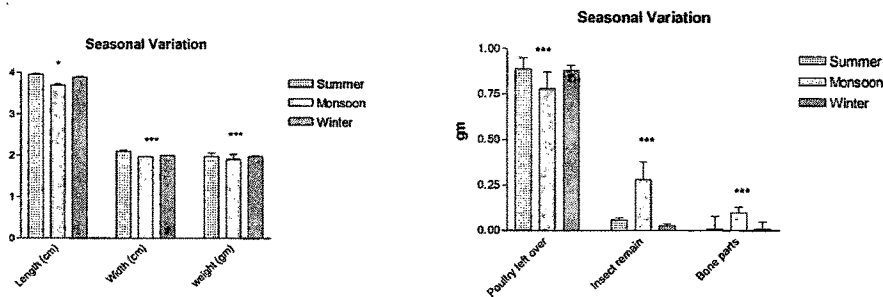 Seasonal Variation
4
3
2
1
0
*
***
***
Length (cm)
Width (cm)
weight (gm)
Summer
Monsoon
Winter
Seasonal Variation
gm
1.00
0.75
0.50
0.25
0.00
***
***
***
Poultry left over
Insect remain
Bone parts
Summer
Monsoon
Winter